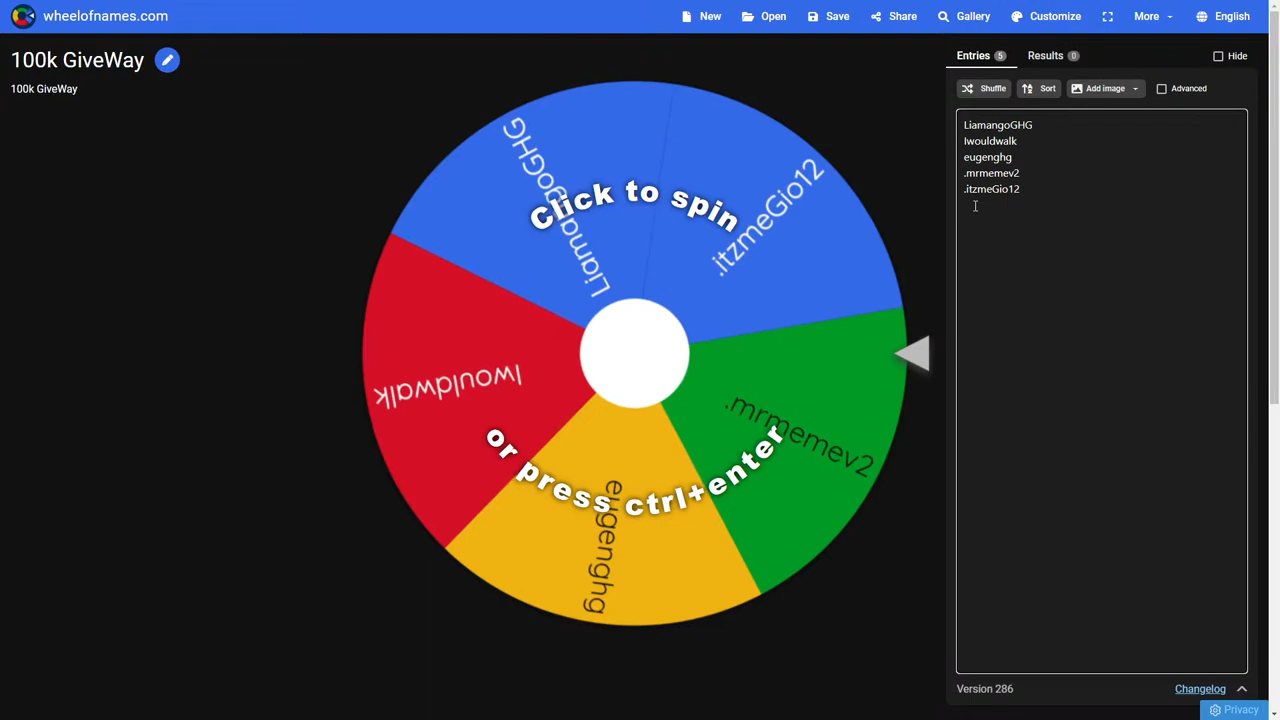 wheelofnames.com
New
Open
Save
Share
Gallery
Customize
More
English
100k GiveWay
100k GiveWay
Entries 5
Results 0
Hide
Shuffle
Sort
Add image
Advanced
LiamangoGHG
Iwouldwalk
eugenghg
.mrmemev2
.itzmeGio12
Click to spin
or press ctrl+enter
LiamangoGHG
.itzmeGio12
Iwouldwalk
.mrmemev2
eugenghg
Version 286
Changelog
Privacy